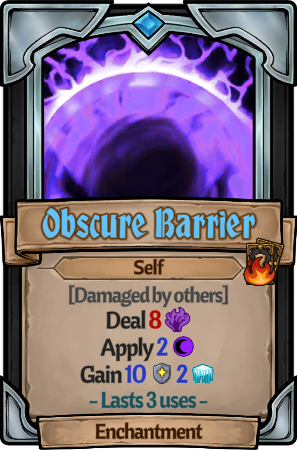 Obscure Barrier
Self
[Damaged by others]
Deal 8
Apply 2
Gain 10 2
- Lasts 3 uses -
Enchantment